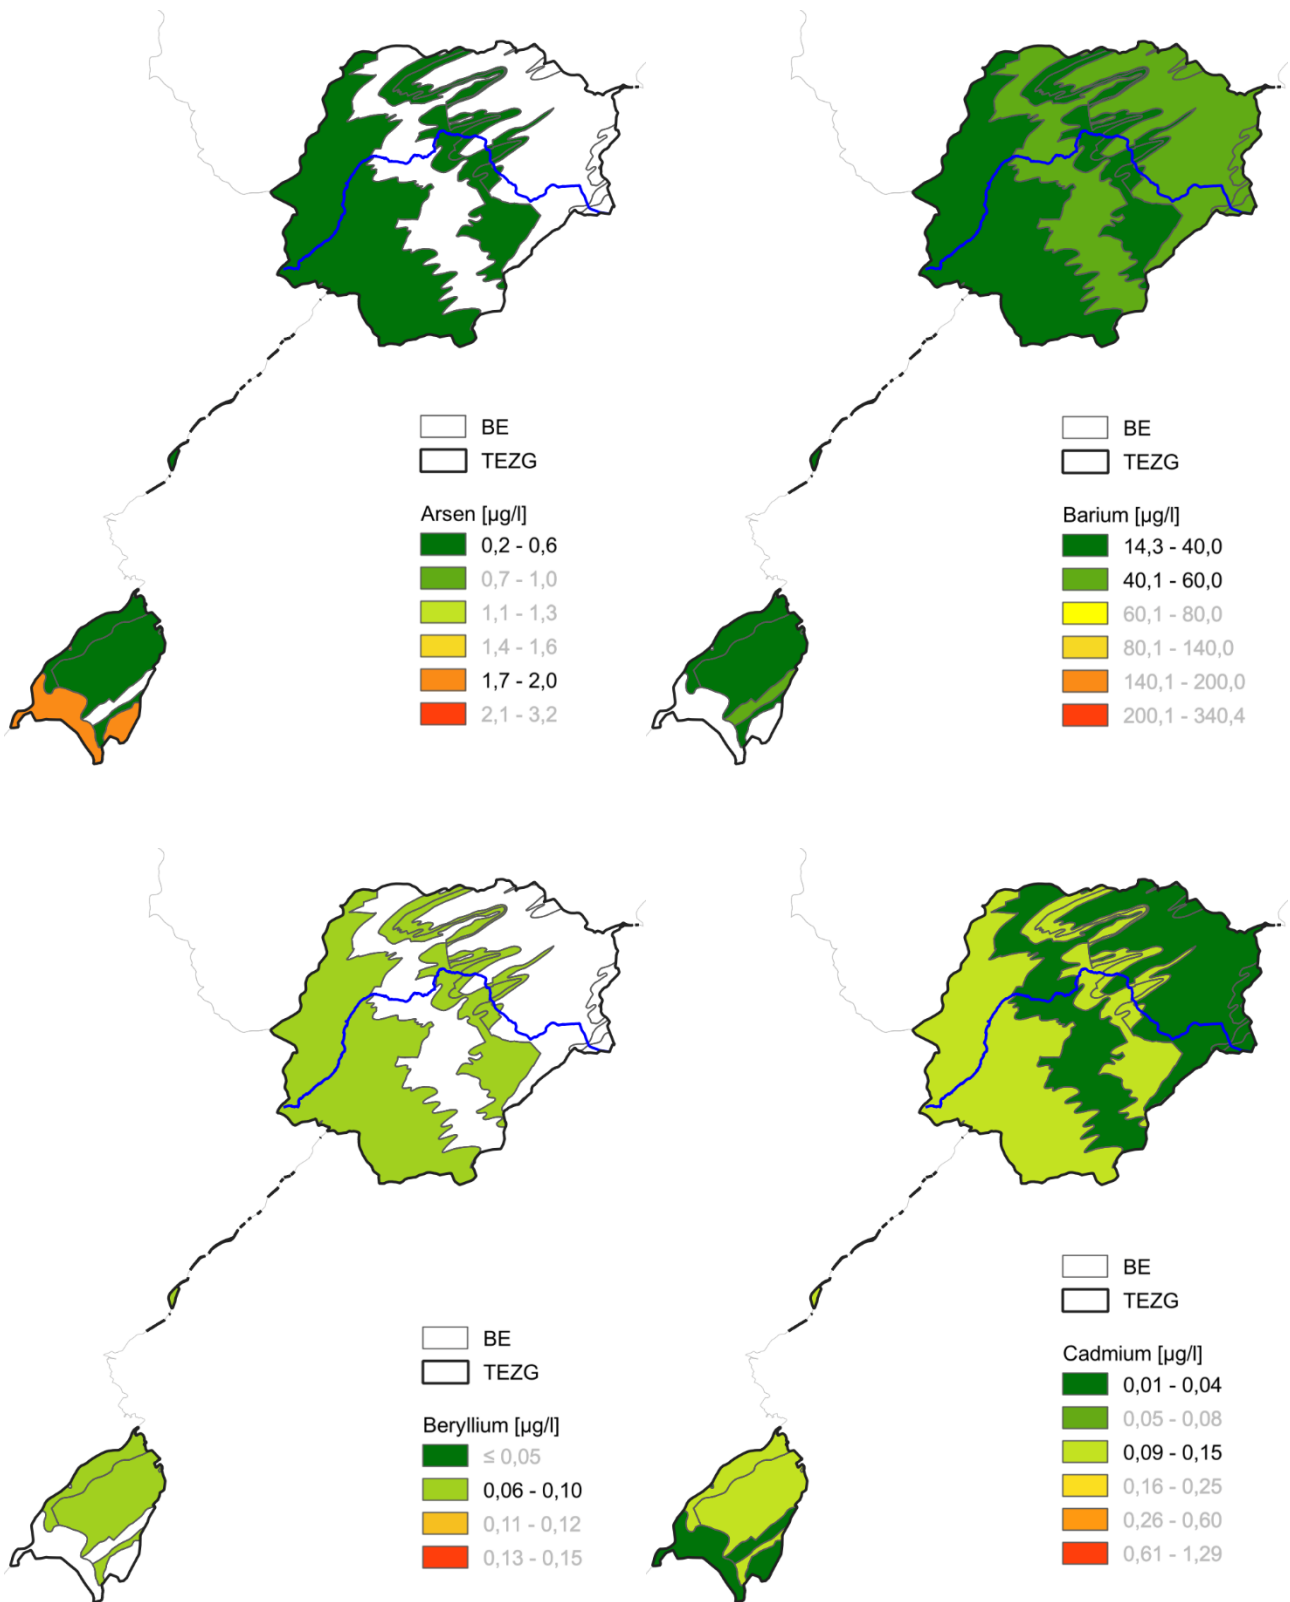 BE
TEZG
Arsen [µg/l]
0,2 - 0,6
0,7 - 1,0
1,1 - 1,3
1,4 - 1,6
1,7 - 2,0
2,1 - 3,2
BE
TEZG
Barium [µg/l]
14,3 - 40,0
40,1 - 60,0
60,1 - 80,0
80,1 - 140,0
140,1 - 200,0
200,1 - 340,4
BE
TEZG
Beryllium [µg/l]
≤ 0,05
0,06 - 0,10
0,11 - 0,12
0,13 - 0,15
BE
TEZG
Cadmium [µg/l]
0,01 - 0,04
0,05 - 0,08
0,09 - 0,15
0,16 - 0,25
0,26 - 0,60
0,61 - 1,29